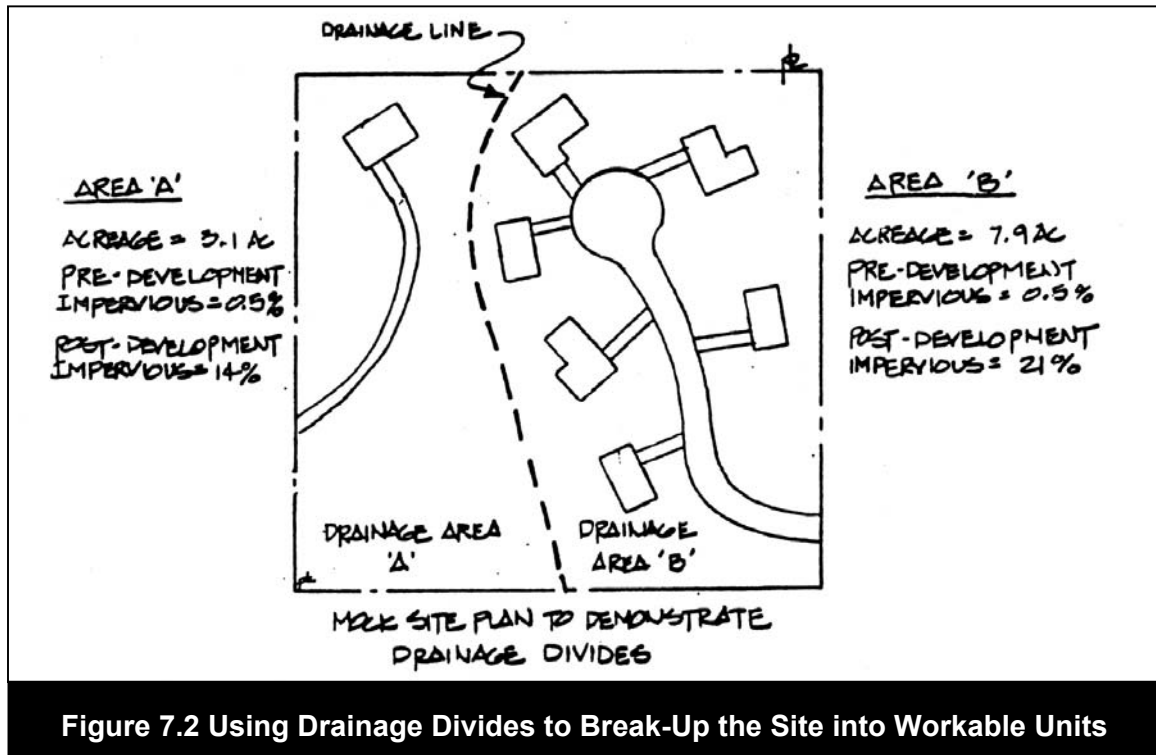 DRAINAGE LINE
AREA 'A'
ACREAGE = 3.1 AC
PRE-DEVELOPMENT
IMPERVIOUS = 0.5%
POST-DEVELOPMENT
IMPERVIOUS = 14%
AREA 'B'
ACREAGE = 7.9 AC
PRE-DEVELOPMENT
IMPERVIOUS = 0.5%
POST-DEVELOPMENT
IMPERVIOUS = 21%
DRAINAGE AREA
'A'
DRAINAGE
AREA 'B'
MOCK SITE PLAN TO DEMONSTRATE
DRAINAGE DIVIDES
Figure 7.2 Using Drainage Divides to Break-Up the Site into Workable Units